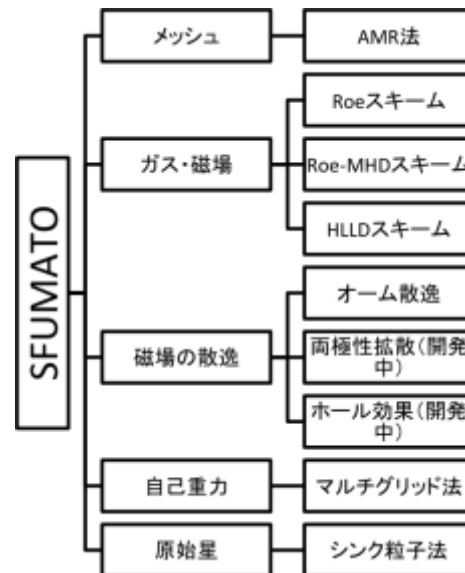 SFUMATO
メッシュ
AMR法
ガス・磁場
Roeスキーム
Roe-MHDスキーム
HLLDスキーム
磁場の散逸
オーム散逸
両極性拡散(開発
中)
ホール効果(開発
中)
自己重力
マルチグリッド法
原始星
シンク粒子法